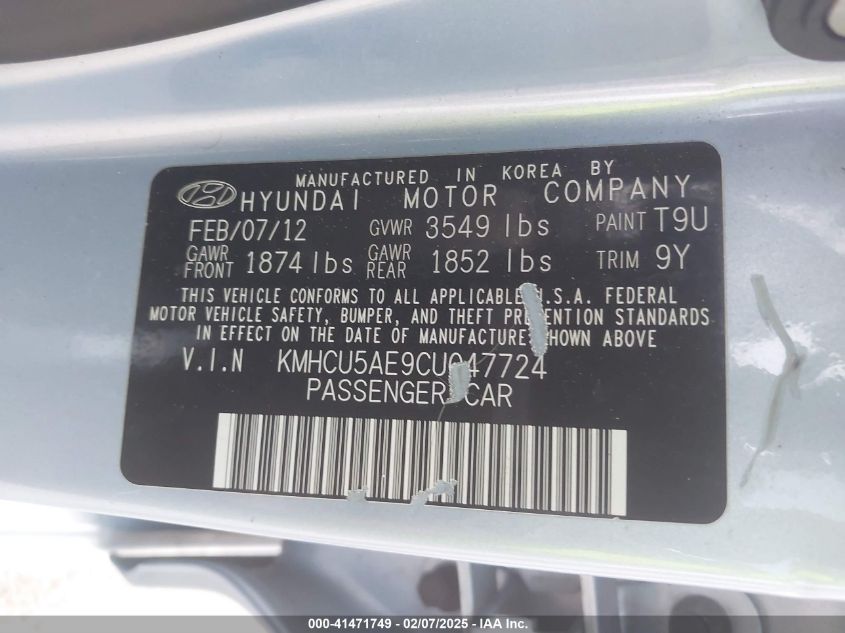 MANUFACTURED IN KOREA BY
HYUNDAI MOTOR COMPANY
FEB/07/12 GVWR 3549 lbs PAINT T9U
GAWR FRONT 1874 lbs GAWR REAR 1852 lbs TRIM 9Y
THIS VEHICLE CONFORMS TO ALL APPLICABLE U.S.A. FEDERAL
MOTOR VEHICLE SAFETY, BUMPER, AND THEFT PREVENTION STANDARDS
IN EFFECT ON THE DATE OF MANUFACTURE SHOWN ABOVE
V.I.N KMHCU5AE9CU047724
PASSENGER CAR
000-41471749 - 02/07/2025 - IAA Inc.